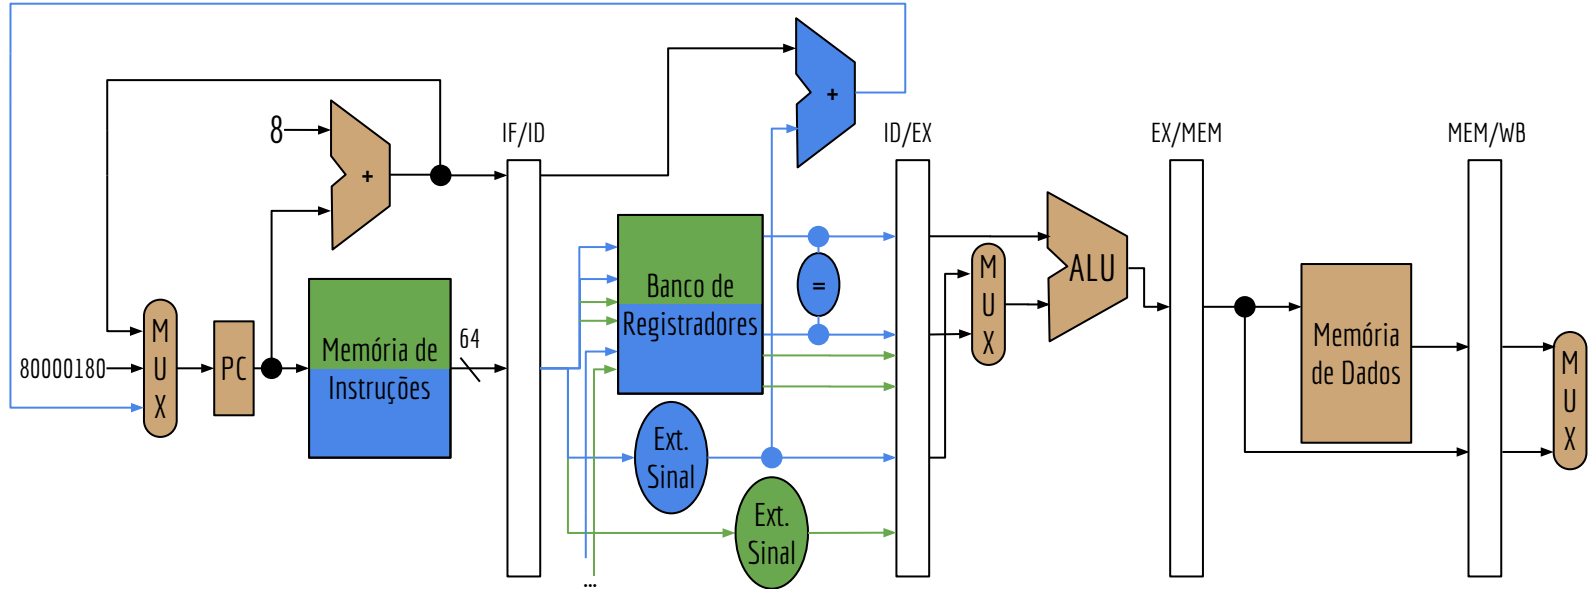 IF/ID
ID/EX
EX/MEM
MEM/WB
8
+
+
80000180
M
U
X
PC
Memória de
Instruções
64
Banco de
Registradores
=
Ext.
Sinal
Ext.
Sinal
...
M
U
X
ALU
Memória
de Dados
M
U
X